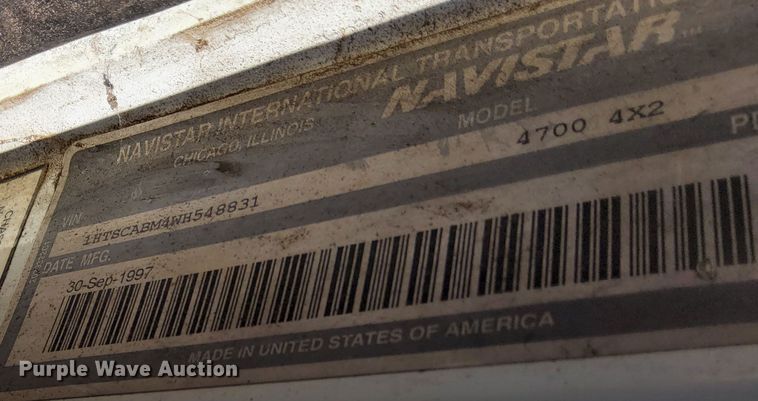 NAVISTAR INTERNATIONAL TRANSPORTATION
CHICAGO, ILLINOIS
NAVISTAR™
MODEL
4700 4X2
VIN
1HTSCABM4WH548831
DATE MFG.
30-Sep-1997
MADE IN UNITED STATES OF AMERICA
Purple Wave Auction®